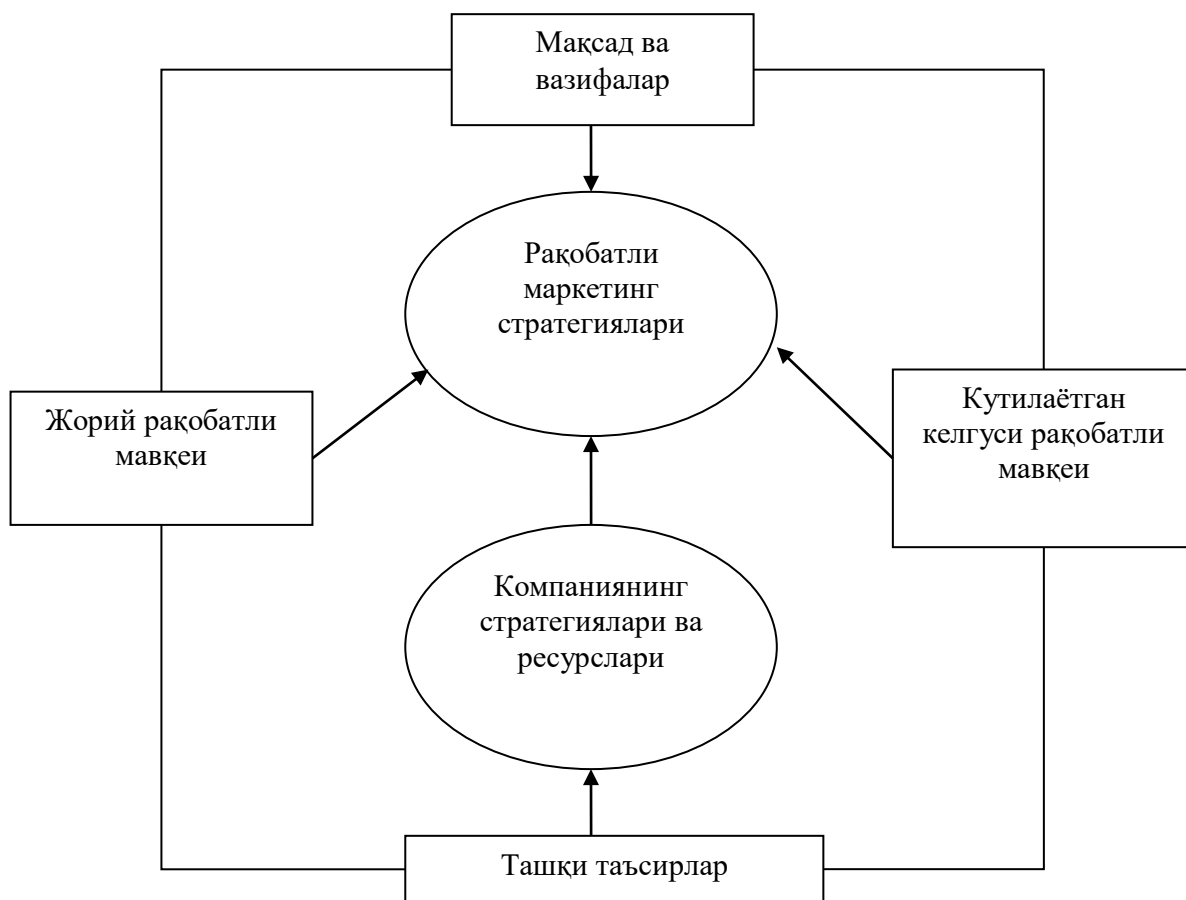 Мақсад ва
вазифалар
Рақобатли
маркетинг
стратегиялари
Жорий рақобатли
мавқеи
Кутилаётган
келгуси рақобатли
мавқеи
Компаниянинг
стратегиялари ва
ресурслари
Ташқи таъсирлар